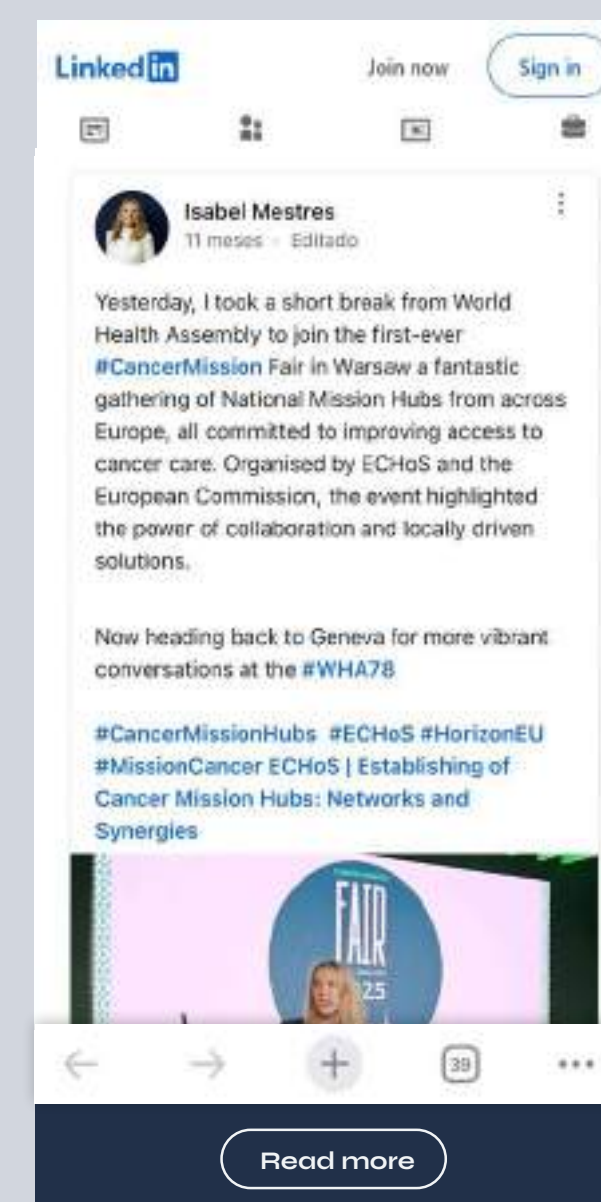 Linked in
Join now
Sign in
Isabel Mestres
11 meses · Editado
Yesterday, I took a short break from World
Health Assembly to join the first-ever
#CancerMission Fair in Warsaw a fantastic
gathering of National Mission Hubs from across
Europe, all committed to improving access to
cancer care. Organised by ECHoS and the
European Commission, the event highlighted
the power of collaboration and locally driven
solutions.
Now heading back to Geneva for more vibrant
conversations at the #WHA78
#CancerMissionHubs #ECHoS #HorizonEU
#MissionCancer ECHoS | Establishing of
Cancer Mission Hubs: Networks and
Synergies
FAIR
25
39
Read more